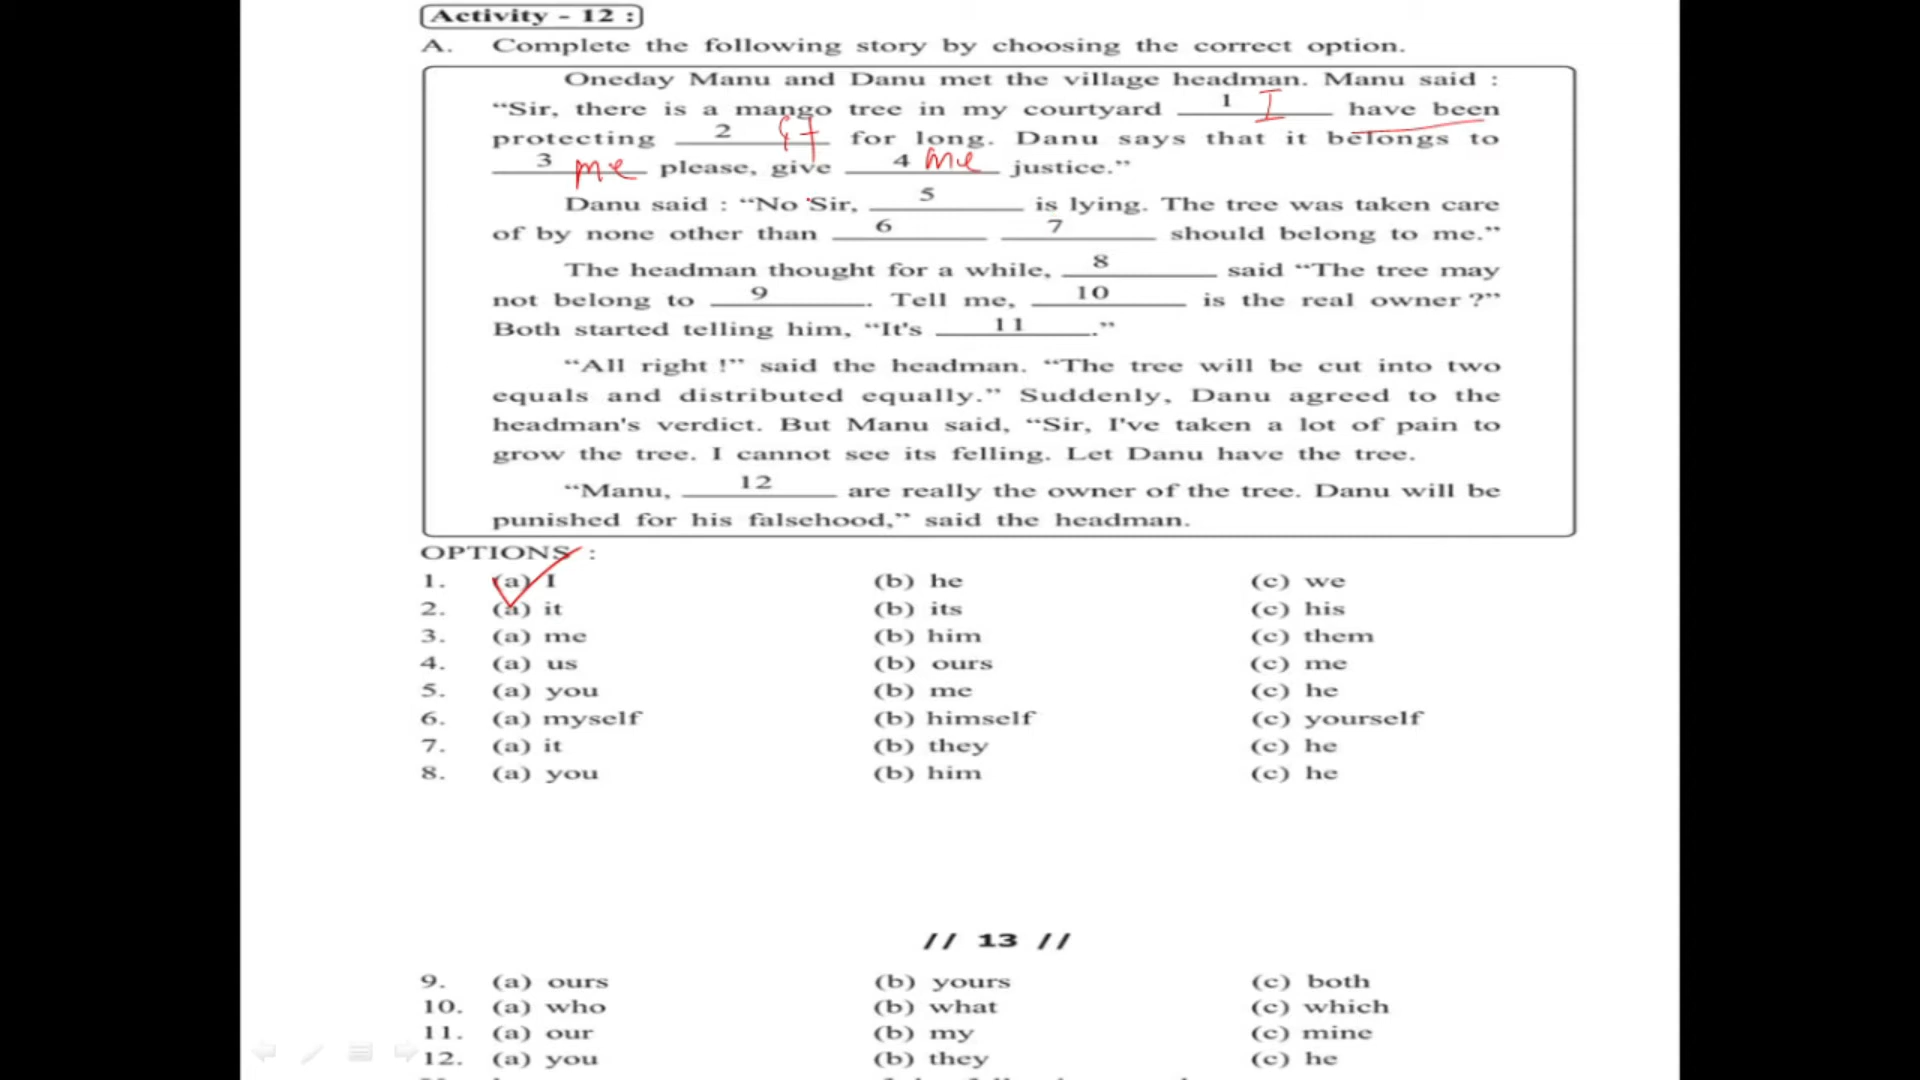 Activity - 12 :
A. Complete the following story by choosing the correct option.
Oneday Manu and Danu met the village headman. Manu said :
“Sir, there is a mango tree in my courtyard 1 I have been
protecting 2 it for long. Danu says that it belongs to
3 me please, give 4 me justice.”
Danu said : “No Sir, 5 is lying. The tree was taken care
of by none other than 6 7 should belong to me.”
The headman thought for a while, 8 said “The tree may
not belong to 9. Tell me, 10 is the real owner ?”
Both started telling him, “It's 11.”
“All right !” said the headman. “The tree will be cut into two
equals and distributed equally.” Suddenly, Danu agreed to the
headman's verdict. But Manu said, “Sir, I've taken a lot of pain to
grow the tree. I cannot see its felling. Let Danu have the tree.
“Manu, 12 are really the owner of the tree. Danu will be
punished for his falsehood,” said the headman.
OPTIONS :
1. (a) I (b) he (c) we
2. (a) it (b) its (c) his
3. (a) me (b) him (c) them
4. (a) us (b) ours (c) me
5. (a) you (b) me (c) he
6. (a) myself (b) himself (c) yourself
7. (a) it (b) they (c) he
8. (a) you (b) him (c) he
// 13 //
9. (a) ours (b) yours (c) both
10. (a) who (b) what (c) which
11. (a) our (b) my (c) mine
12. (a) you (b) they (c) he